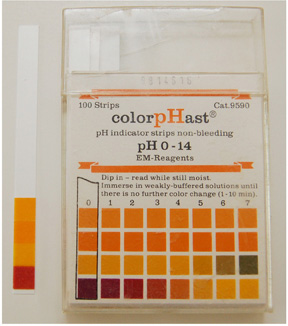 100 Strips Cat.9590
colorpHast®
pH indicator strips non-bleeding
pH 0 - 14
EM-Reagents
Dip in – read while still moist.
Immerse in weakly-buffered solutions until
there is no further color change (1-10 min).
0 1 2 3 4 5 6 7